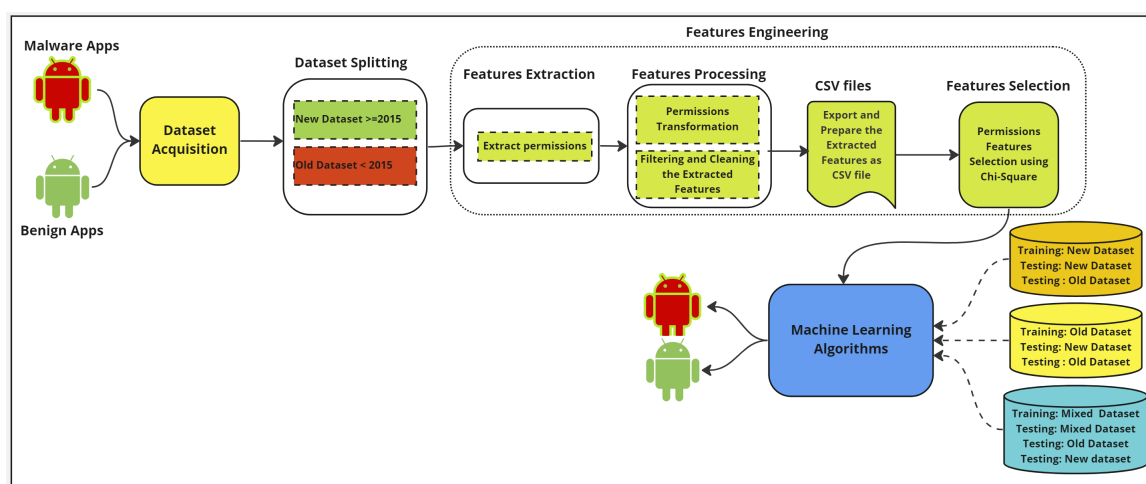 Malware Apps
Benign Apps
Dataset
Acquisition
Dataset Splitting
New Dataset >=2015
Old Dataset < 2015
Features Engineering
Features Extraction
Extract permissions
Features Processing
Permissions
Transformation
Filtering and Cleaning
the Extracted
Features
CSV files
Export and
Prepare the
Extracted
Features as
CSV file
Features Selection
Permissions
Features
Selection using
Chi-Square
Machine Learning
Algorithms
Training: New Dataset
Testing: New Dataset
Testing : Old Dataset
Training: Old Dataset
Testing: New Dataset
Testing : Old Dataset
Training: Mixed  Dataset
Testing: Mixed Dataset
Testing: Old Dataset
Testing: New dataset